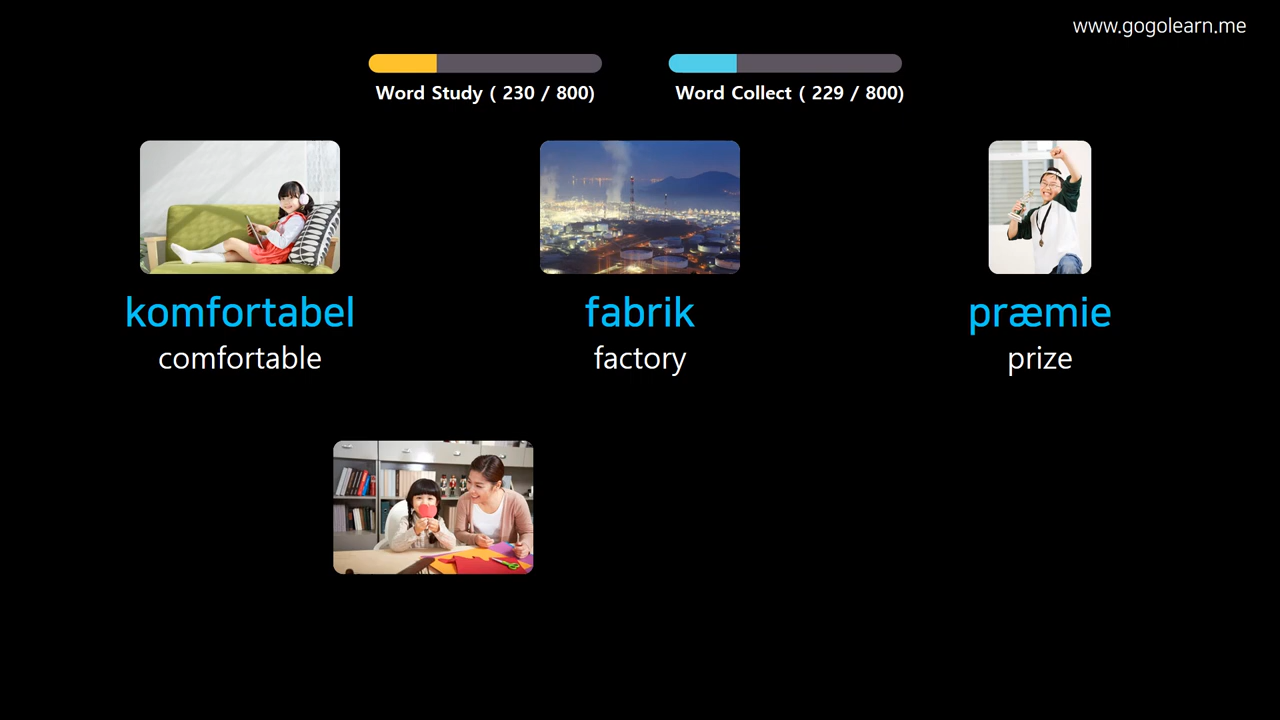 www.gogolearn.me
Word Study ( 230 / 800)
Word Collect ( 229 / 800)
komfortabel
comfortable
fabrik
factory
præmie
prize